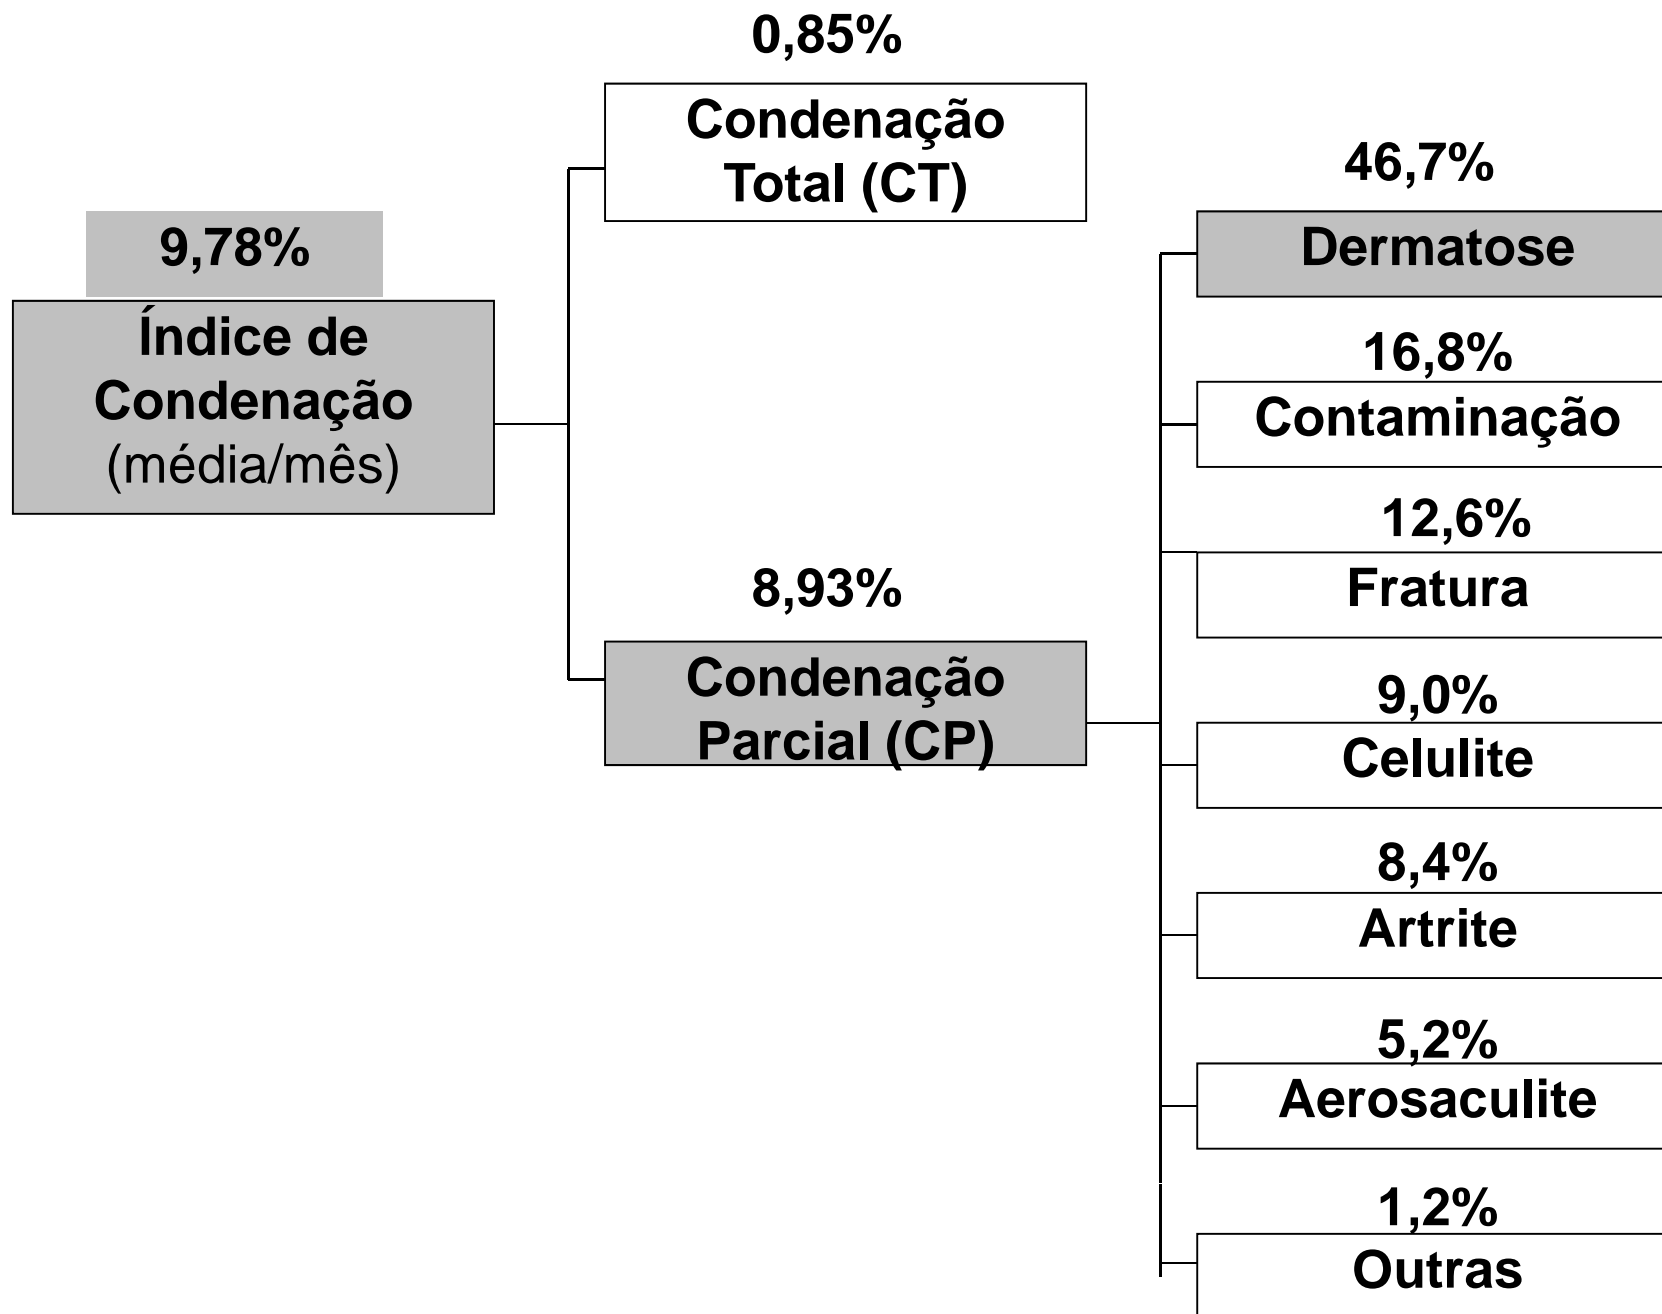 9,78%
Índice de
Condenação
(média/mês)
0,85%
Condenação
Total (CT)
8,93%
Condenação
Parcial (CP)
46,7%
Dermatose
16,8%
Contaminação
12,6%
Fratura
9,0%
Celulite
8,4%
Artrite
5,2%
Aerosaculite
1,2%
Outras